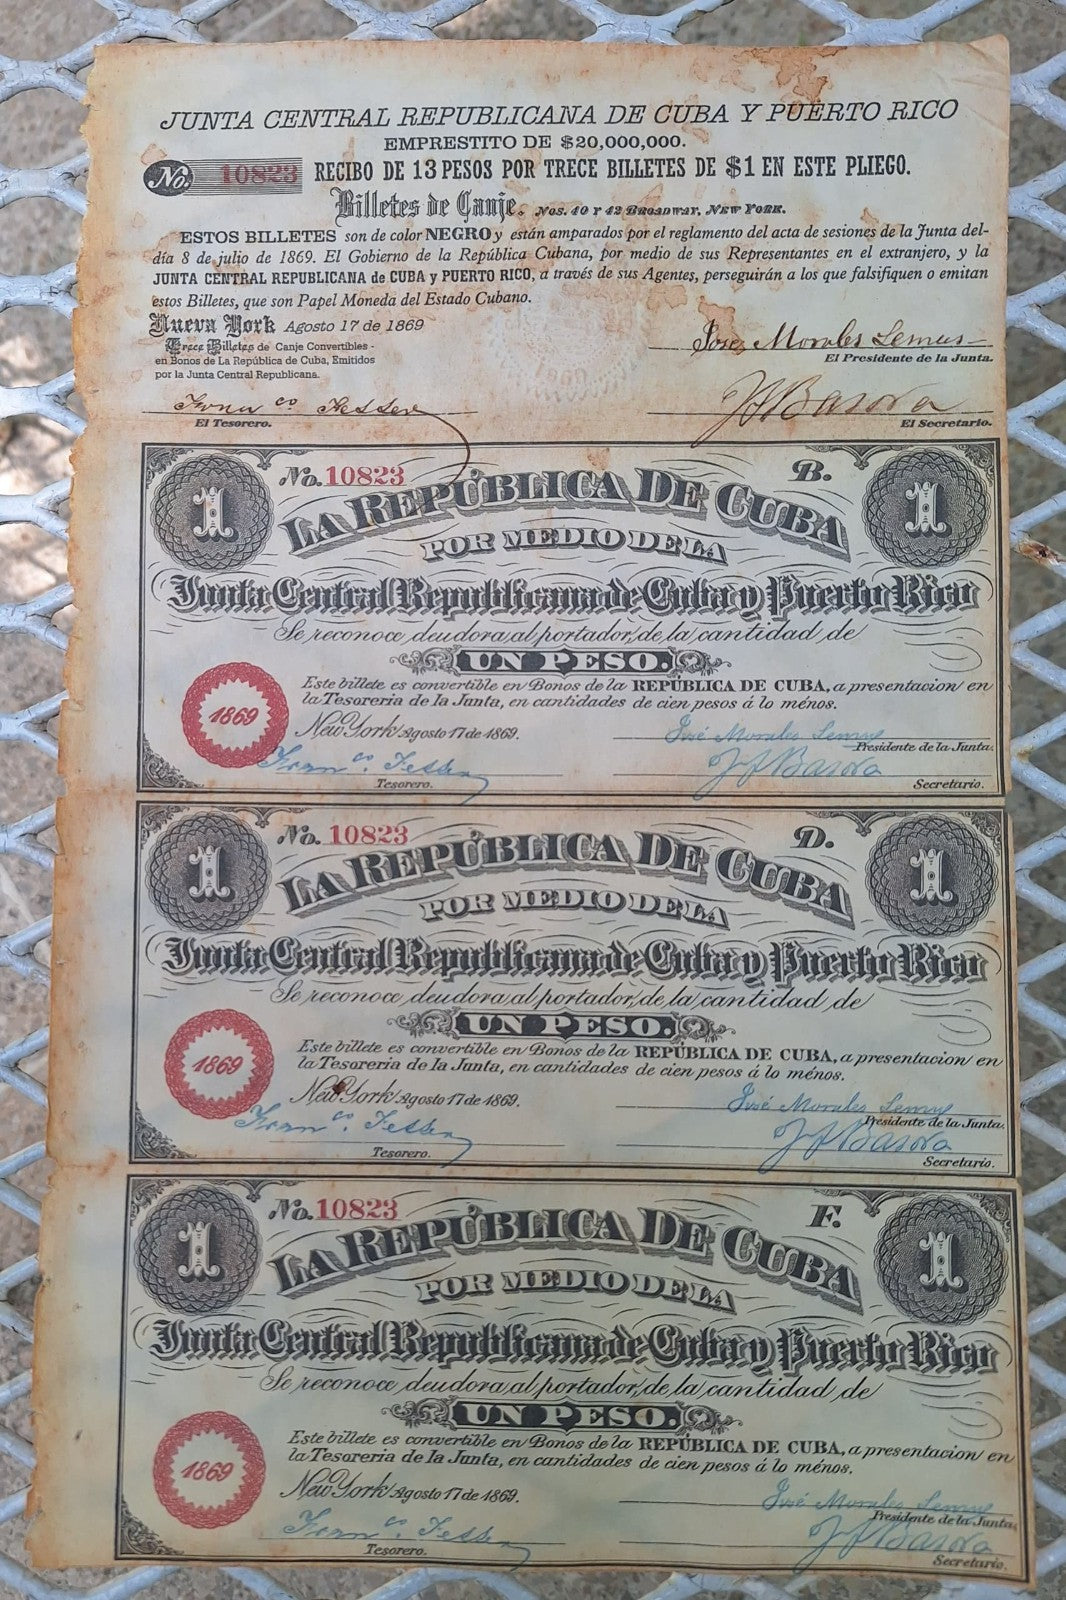 JUNTA CENTRAL REPUBLICANA DE CUBA Y PUERTO RICO
EMPRESTITO DE $20,000,000.
No. 10823 RECIBO DE 13 PESOS POR TRECE BILLETES DE $1 EN ESTE PLIEGO.
Billetes de Canje. Nos. 40 Y 42 Broadway, New York.
ESTOS BILLETES son de color NEGRO y están amparados por el reglamento del acta de sesiones de la Junta del-
día 8 de julio de 1869. El Gobierno de la República Cubana, por medio de sus Representantes en el extranjero, y la
JUNTA CENTRAL REPUBLICANA de CUBA y PUERTO RICO, a través de sus Agentes, perseguirán a los que falsifiquen o emitan
estos Billetes, que son Papel Moneda del Estado Cubano.
Nueva York Agosto 17 de 1869
Trece Billetes de Canje Convertibles -
en Bonos de La República de Cuba, Emitidos
por la Junta Central Republicana.
José Morales Lemus
El Presidente de la Junta.
Franco. Fesser
El Tesorero.
JFBasora
El Secretario.
No. 10823 B.
1 1
LA REPÚBLICA DE CUBA
POR MEDIO DE LA
Junta Central Republicana de Cuba y Puerto Rico
Se reconoce deudora al portador, de la cantidad de
UN PESO.
Este billete es convertible en Bonos de la REPÚBLICA DE CUBA, a presentacion en
la Tesoreria de la Junta, en cantidades de cien pesos á lo ménos.
1869
New York Agosto 17 de 1869.
José Morales Lemus
Presidente de la Junta.
Franco. Fesser
Tesorero.
JFBasora
Secretario.
No. 10823 D.
1 1
LA REPÚBLICA DE CUBA
POR MEDIO DE LA
Junta Central Republicana de Cuba y Puerto Rico
Se reconoce deudora al portador, de la cantidad de
UN PESO.
Este billete es convertible en Bonos de la REPÚBLICA DE CUBA, a presentacion en
la Tesoreria de la Junta, en cantidades de cien pesos á lo ménos.
1869
New York Agosto 17 de 1869.
José Morales Lemus
Presidente de la Junta.
Franco. Fesser
Tesorero.
JFBasora
Secretario.
No. 10823 F.
1 1
LA REPÚBLICA DE CUBA
POR MEDIO DE LA
Junta Central Republicana de Cuba y Puerto Rico
Se reconoce deudora al portador, de la cantidad de
UN PESO.
Este billete es convertible en Bonos de la REPÚBLICA DE CUBA, a presentacion en
la Tesoreria de la Junta, en cantidades de cien pesos á lo ménos.
1869
New York Agosto 17 de 1869.
José Morales Lemus
Presidente de la Junta.
Franco. Fesser
Tesorero.
JFBasora
Secretario.